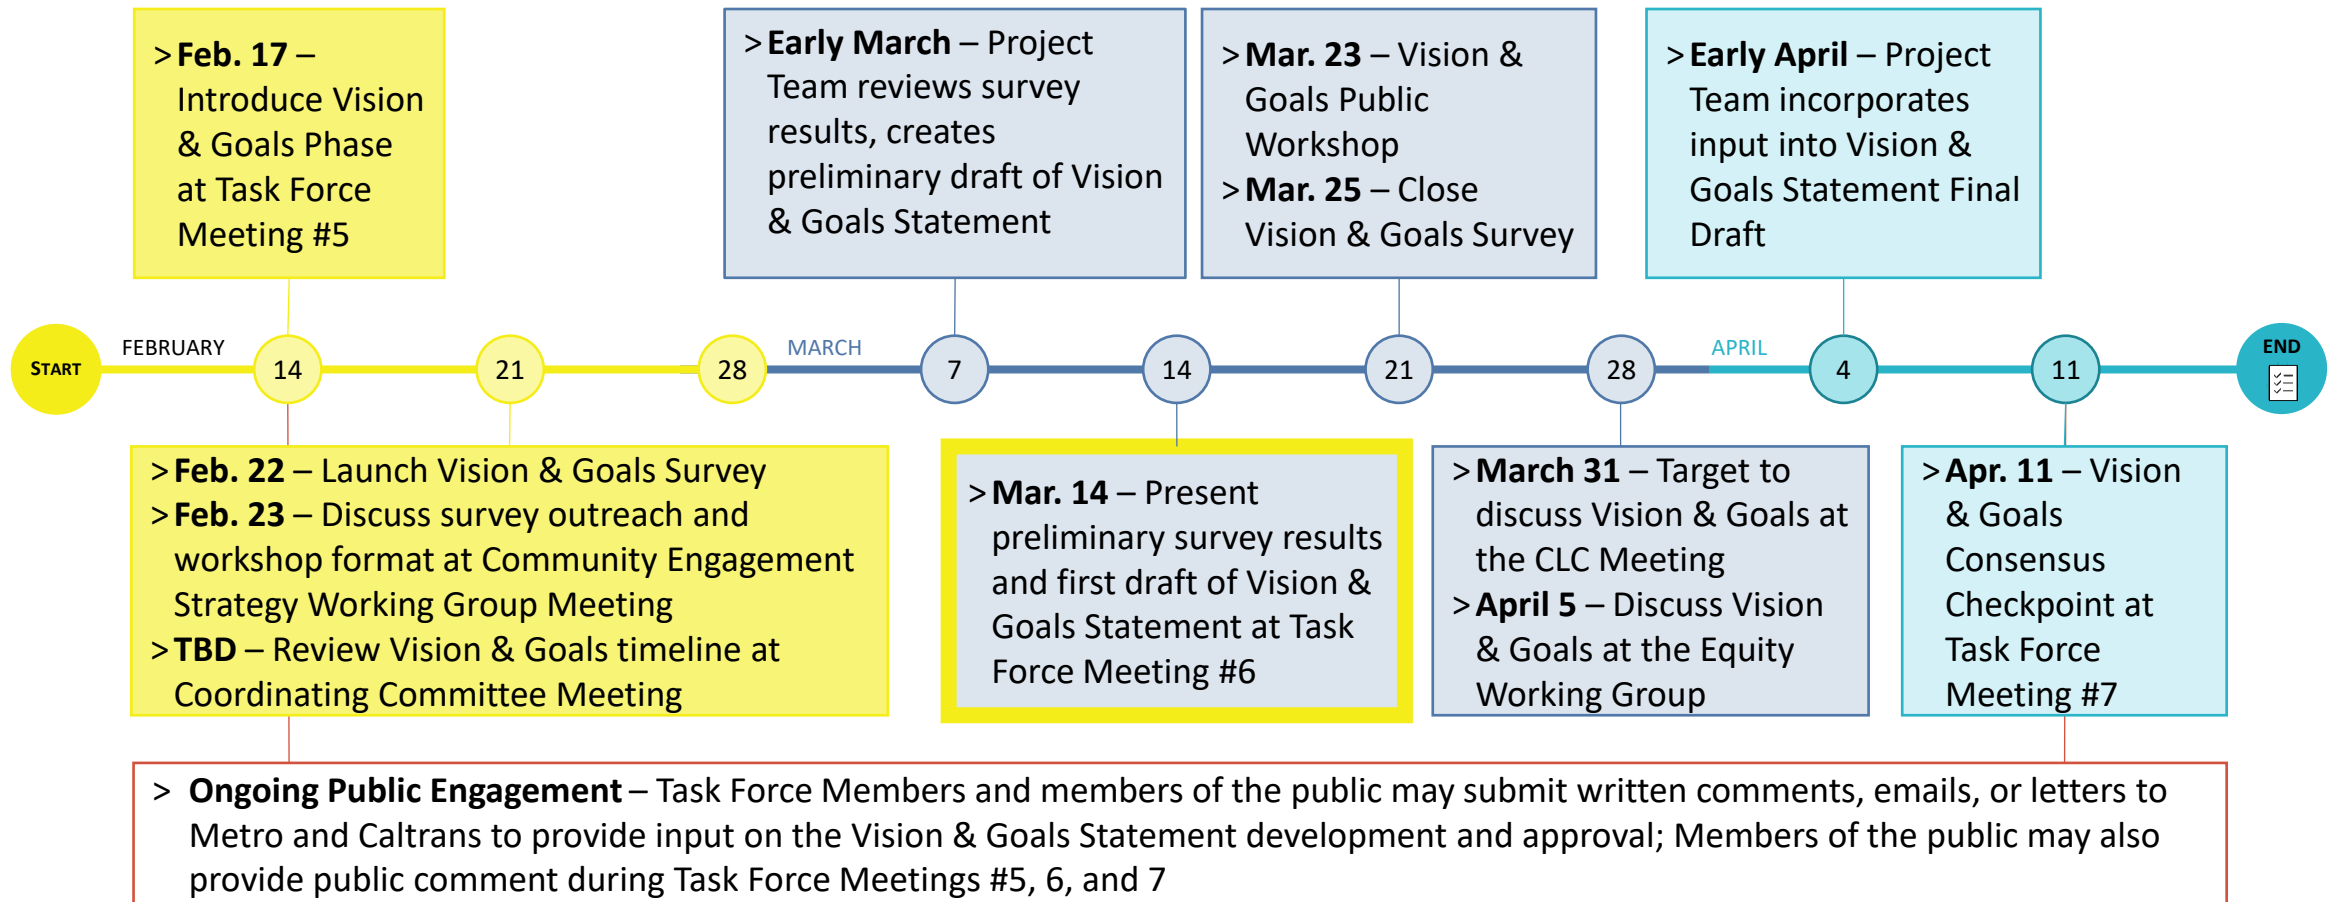 > Feb. 17 –
Introduce Vision
& Goals Phase
at Task Force
Meeting #5
> Early March – Project
Team reviews survey
results, creates
preliminary draft of Vision
& Goals Statement
> Mar. 23 – Vision &
Goals Public
Workshop
> Mar. 25 – Close
Vision & Goals Survey
> Early April – Project
Team incorporates
input into Vision &
Goals Statement Final
Draft
START
FEBRUARY
14
21
28
MARCH
7
14
21
28
APRIL
4
11
END
> Feb. 22 – Launch Vision & Goals Survey
> Feb. 23 – Discuss survey outreach and
workshop format at Community Engagement
Strategy Working Group Meeting
> TBD – Review Vision & Goals timeline at
Coordinating Committee Meeting
> Mar. 14 – Present
preliminary survey results
and first draft of Vision &
Goals Statement at Task
Force Meeting #6
> March 31 – Target to
discuss Vision & Goals at
the CLC Meeting
> April 5 – Discuss Vision
& Goals at the Equity
Working Group
> Apr. 11 – Vision
& Goals
Consensus
Checkpoint at
Task Force
Meeting #7
> Ongoing Public Engagement – Task Force Members and members of the public may submit written comments, emails, or letters to
Metro and Caltrans to provide input on the Vision & Goals Statement development and approval; Members of the public may also
provide public comment during Task Force Meetings #5, 6, and 7